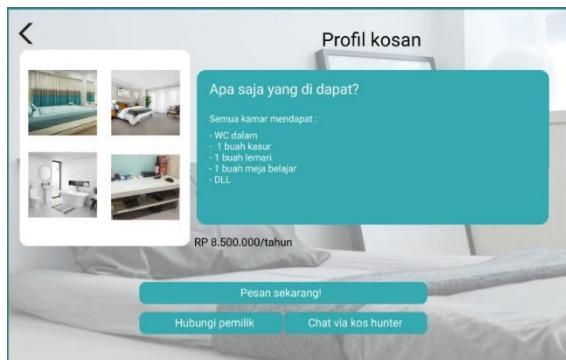 Profil kosan
Apa saja yang di dapat?
Semua kamar mendapat :
- WC dalam
- 1 buah kasur
- 1 buah lemari
- 1 buah meja belajar
- DLL
RP 8.500.000/tahun
Pesan sekarang!
Hubungi pemilik
Chat via kos hunter